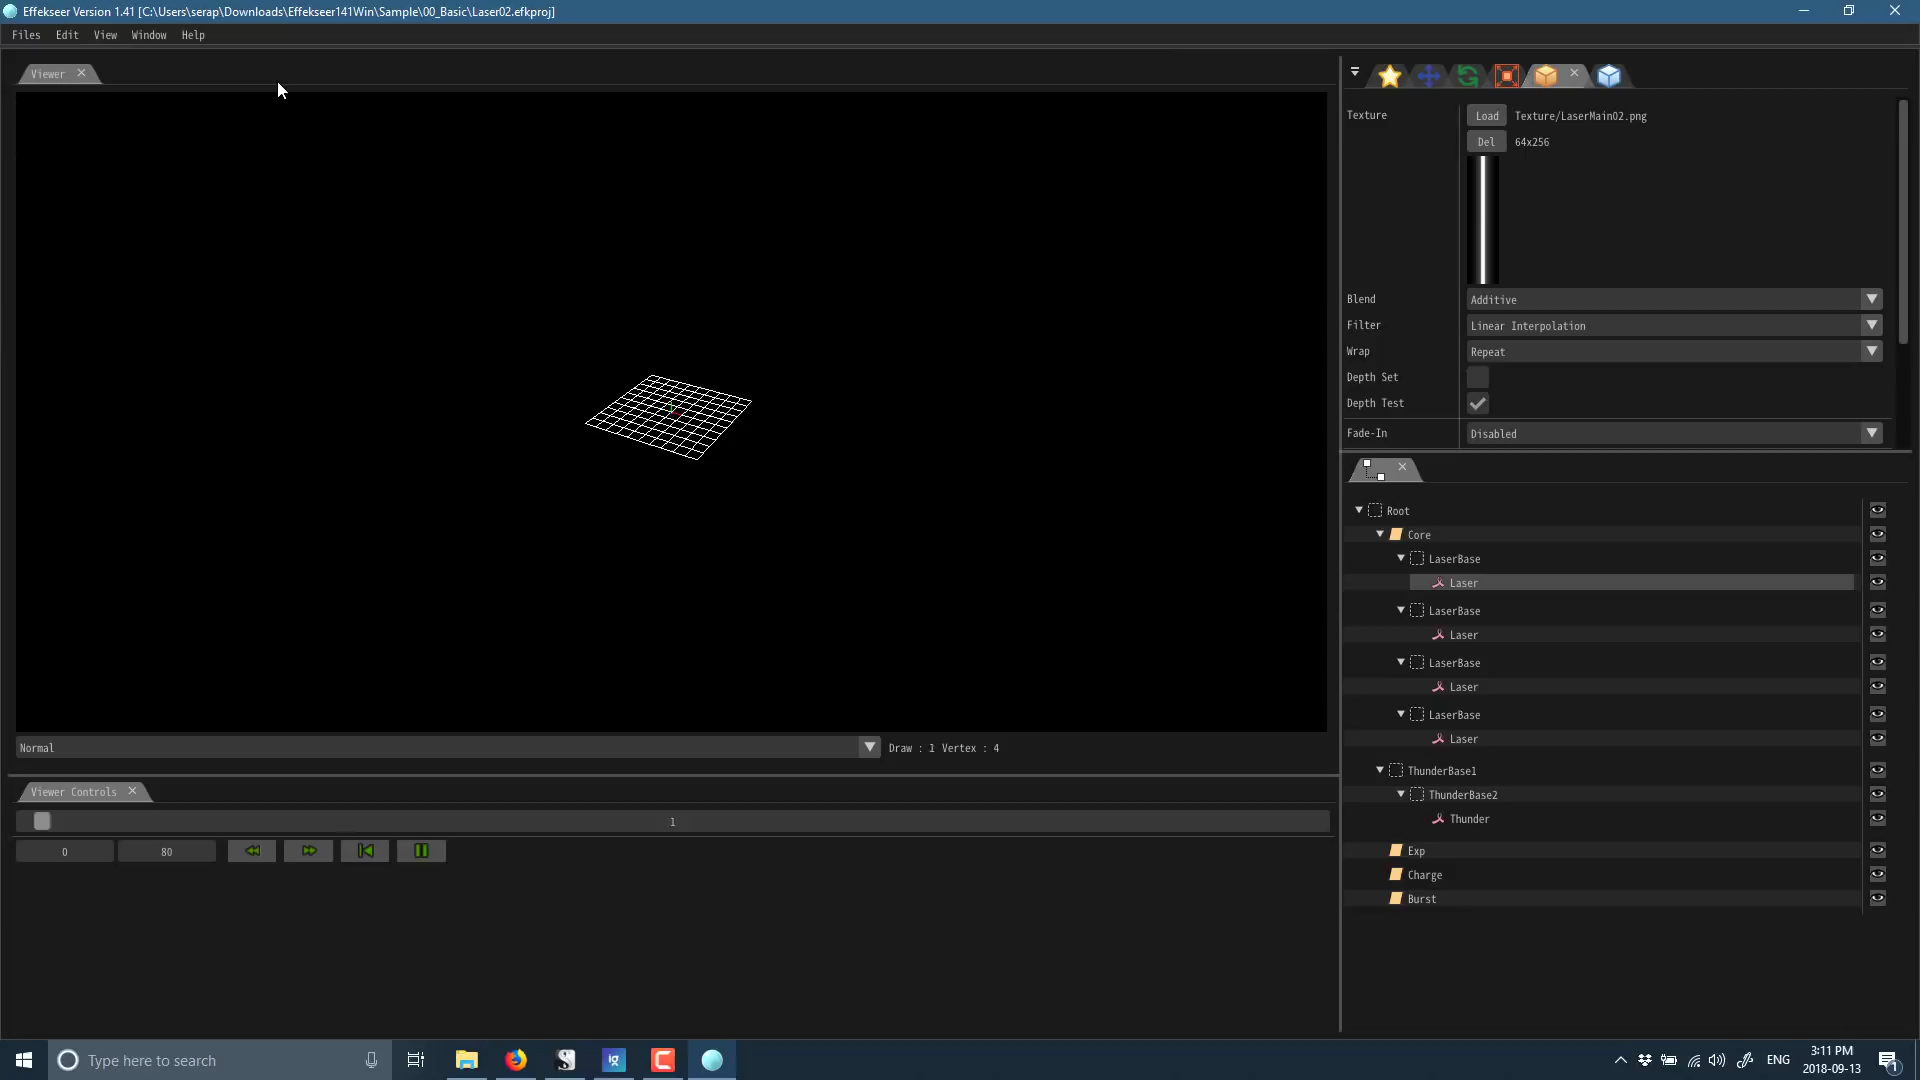 Effekseer Version 1.41 [C:\Users\serap\Downloads\Effekseer141Win\Sample\00_Basic\Laser02.efkproj]
Files Edit View Window Help
Viewer
Texture Load Texture/LaserMain02.png
Del 64x256
Blend Additive
Filter Linear Interpolation
Wrap Repeat
Depth Set
Depth Test
Fade-In Disabled
Root
Core
LaserBase
Laser
LaserBase
Laser
LaserBase
Laser
LaserBase
Laser
ThunderBase1
ThunderBase2
Thunder
Exp
Charge
Burst
Normal Draw : 1 Vertex : 4
Viewer Controls
1
0 80
Type here to search
ENG
3:11 PM
2018-09-13
1